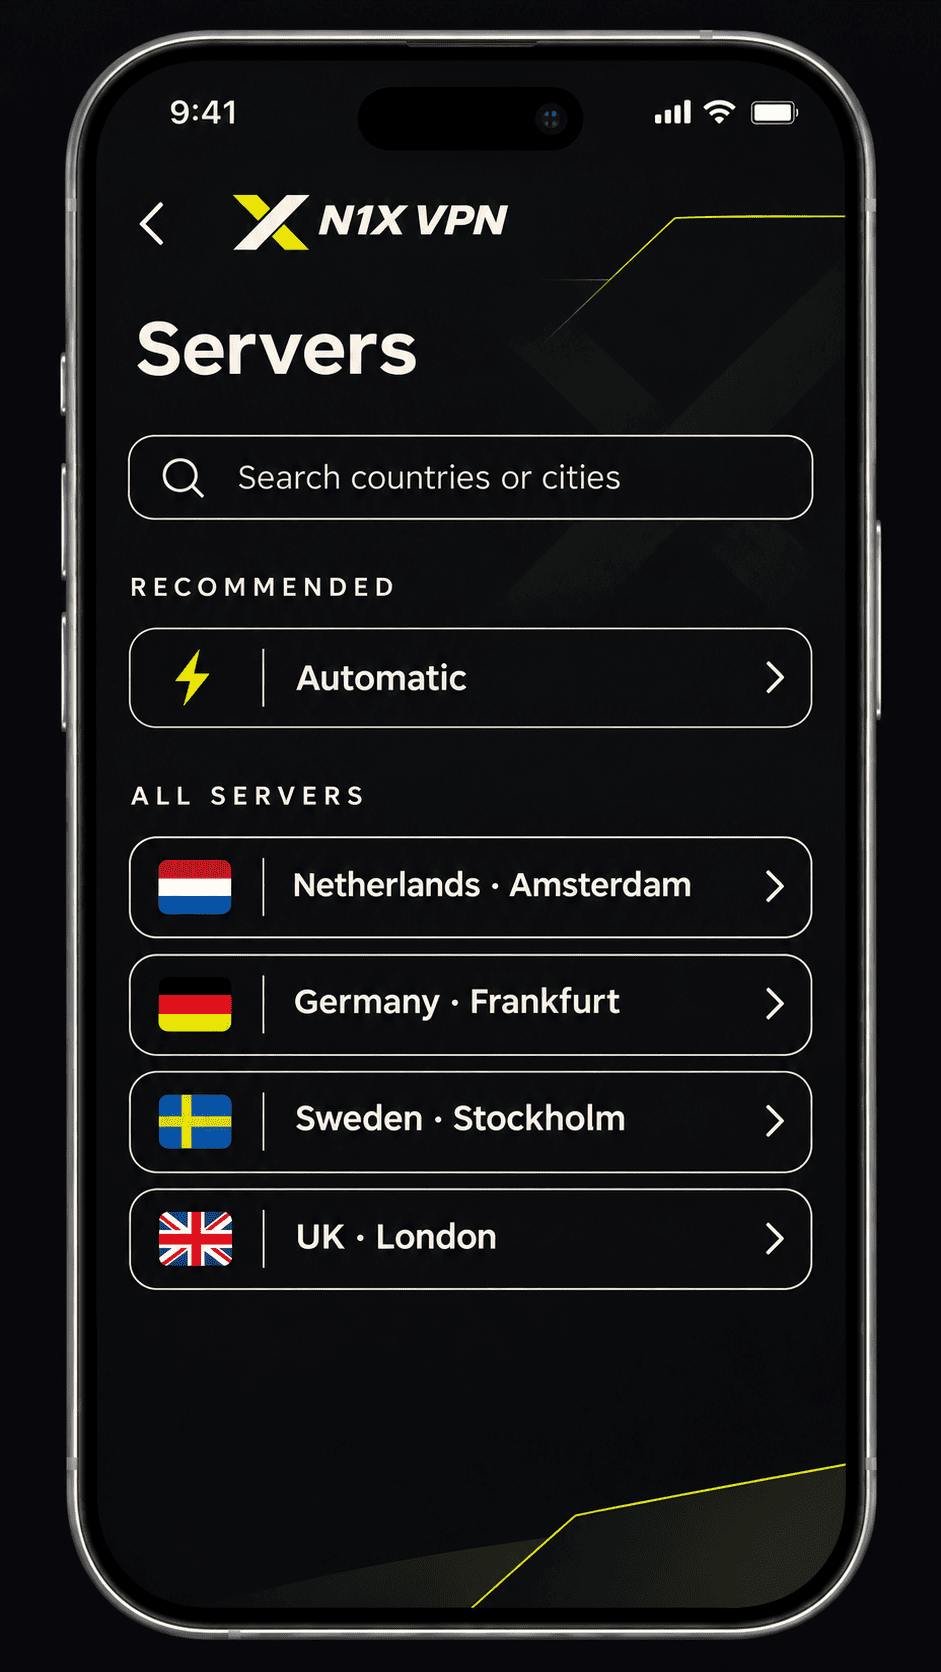 9:41
N1X VPN
Servers
Search countries or cities
RECOMMENDED
Automatic
ALL SERVERS
Netherlands · Amsterdam
Germany · Frankfurt
Sweden · Stockholm
UK · London